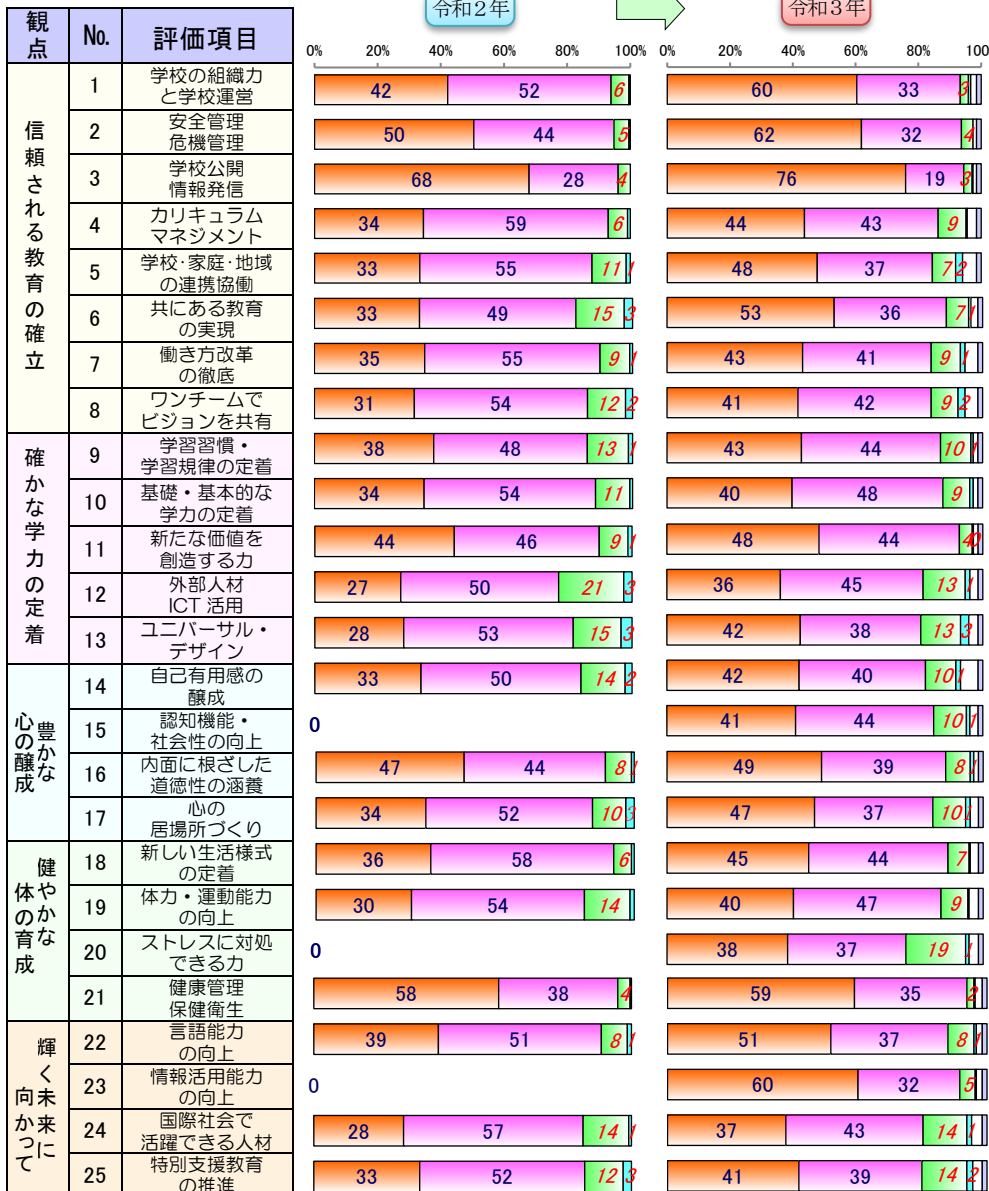 令和2年
令和3年
観点
No.
評価項目
0% 20% 40% 60% 80% 100%
0% 20% 40% 60% 80% 100
信頼される教育の確立
1
学校の組織力
と学校運営
42 52 6
60 33 3
2
安全管理
危機管理
50 44 5
62 32 4
3
学校公開
情報発信
68 28 4
76 19 3
4
カリキュラム
マネジメント
34 59 6
44 43 9
5
学校・家庭・地域
の連携協働
33 55 11 1
48 37 7 2
6
共にある教育
の実現
33 49 15 3
53 36 7 1
7
働き方改革
の徹底
35 55 9 1
43 41 9 1
8
ワンチームで
ビジョンを共有
31 54 12 2
41 42 9 2
確かな学力の定着
9
学習習慣・
学習規律の定着
38 48 13 1
43 44 10 1
10
基礎・基本的な
学力の定着
34 54 11
40 48 9
11
新たな価値を
創造する力
44 46 9 1
48 44 4 0
12
外部人材
ICT 活用
27 50 21 3
36 45 13 1
13
ユニバーサル・
デザイン
28 53 15 3
42 38 13 3
豊かな
心の醸成
14
自己有用感の
醸成
33 50 14 2
42 40 10 1
15
認知機能・
社会性の向上
0
41 44 10 1
16
内面に根ざした
道徳性の涵養
47 44 8 1
49 39 8 1
17
心の
居場所づくり
34 52 10 3
47 37 10 1
健やかな
体の育成
18
新しい生活様式
の定着
36 58 6
45 44 7
19
体力・運動能力
の向上
30 54 14
40 47 9
20
ストレスに対処
できる力
0
38 37 19 1
21
健康管理
保健衛生
58 38 4
59 35 2
輝く未来に
向かって
22
言語能力
の向上
39 51 8 1
51 37 8 1
23
情報活用能力
の向上
0
60 32 5
24
国際社会で
活躍できる人材
28 57 14 1
37 43 14 1
25
特別支援教育
の推進
33 52 12 3
41 39 14 2